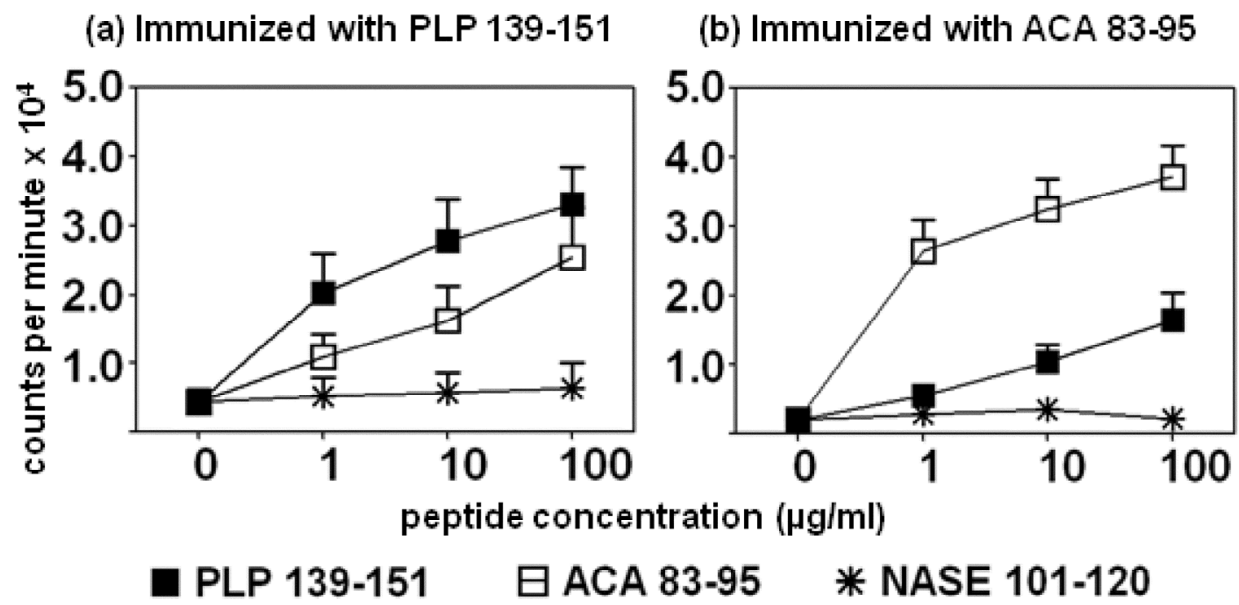 (a) Immunized with PLP 139-151
(b) Immunized with ACA 83-95
counts per minute x 10⁴
5.0
4.0
3.0
2.0
1.0
0 1 10 100
5.0
4.0
3.0
2.0
1.0
0 1 10 100
peptide concentration (µg/ml)
PLP 139-151 ACA 83-95 NASE 101-120